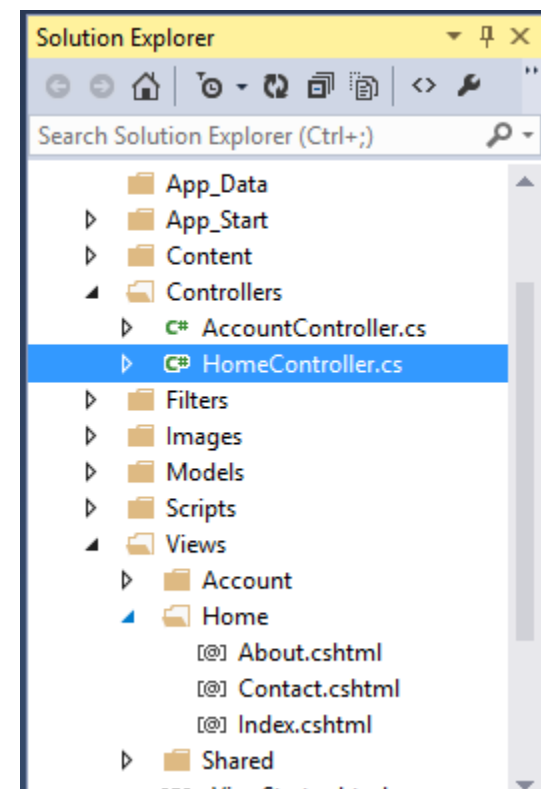 Solution Explorer
Search Solution Explorer (Ctrl+;)
App_Data
App_Start
Content
Controllers
C# AccountController.cs
C# HomeController.cs
Filters
Images
Models
Scripts
Views
Account
Home
[@] About.cshtml
[@] Contact.cshtml
[@] Index.cshtml
Shared